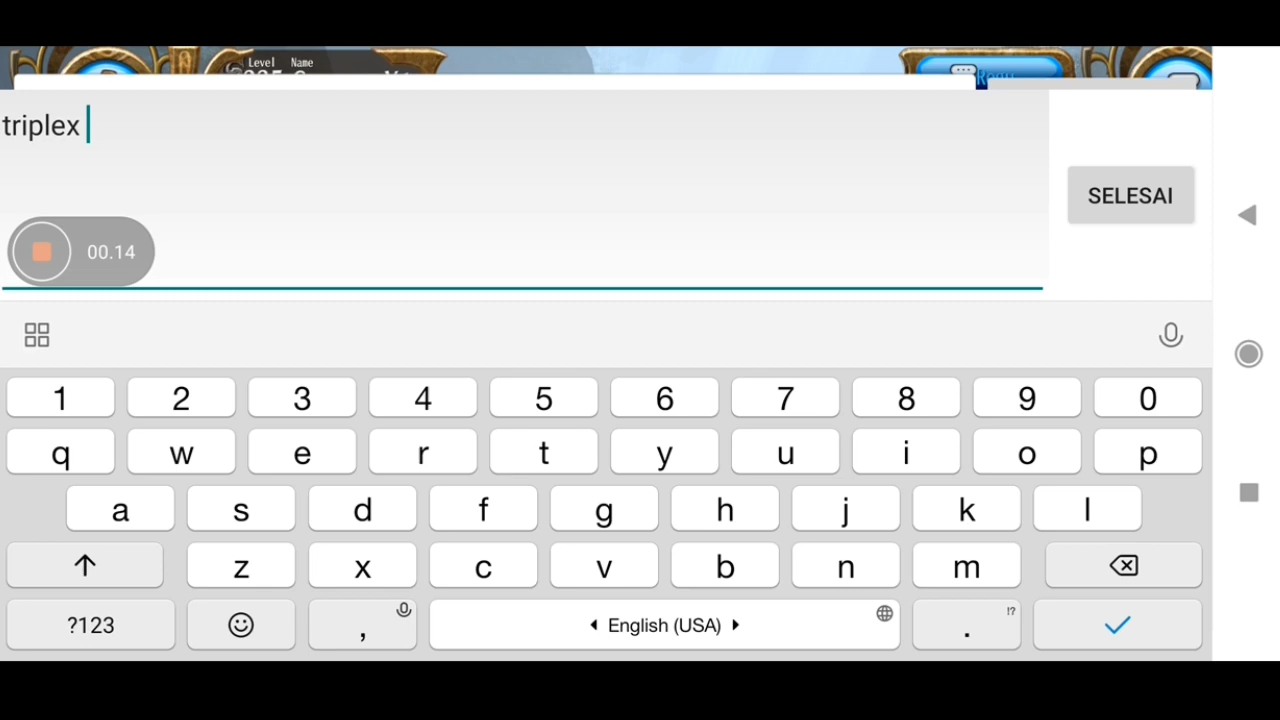 Level Name
triplex
SELESAI
00.14
1 2 3 4 5 6 7 8 9 0
q w e r t y u i o p
a s d f g h j k l
z x c v b n m
?123 , English (USA) . !?